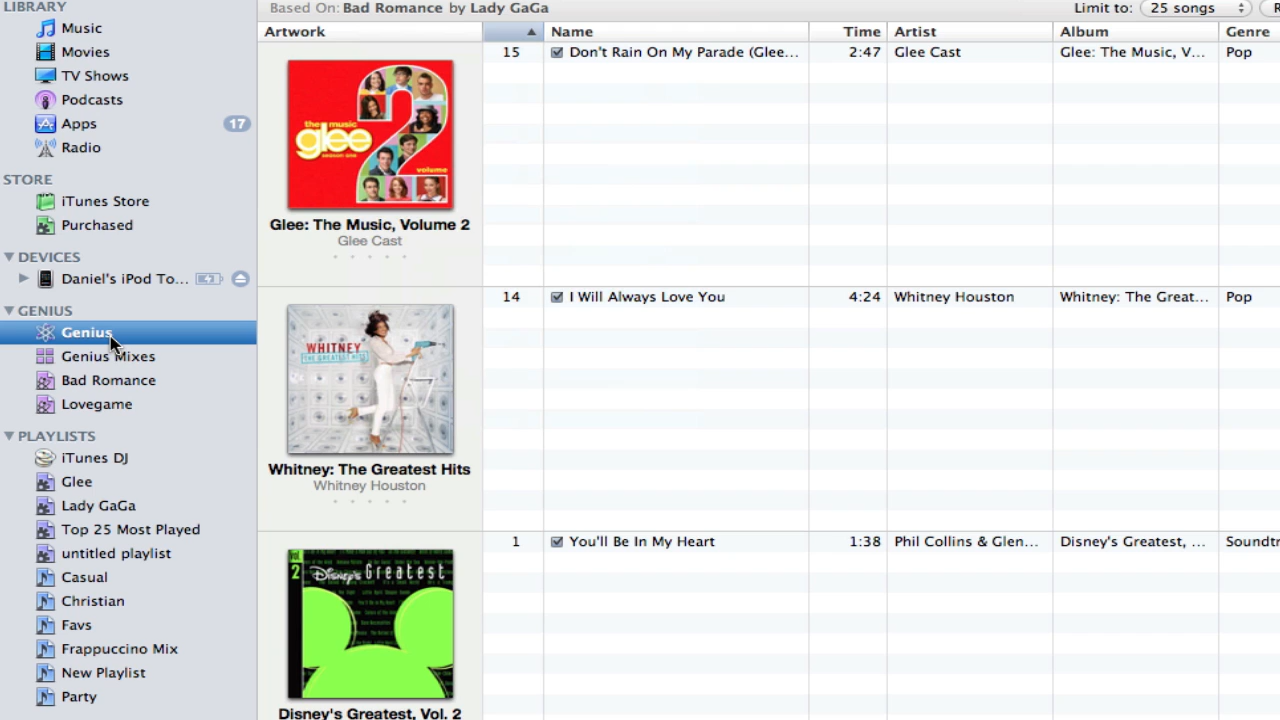 LIBRARY
Music
Movies
TV Shows
Podcasts
Apps 17
Radio
STORE
iTunes Store
Purchased
DEVICES
Daniel's iPod To...
GENIUS
Genius
Genius Mixes
Bad Romance
Lovegame
PLAYLISTS
iTunes DJ
Glee
Lady GaGa
Top 25 Most Played
untitled playlist
Casual
Christian
Favs
Frappuccino Mix
New Playlist
Party
Based On: Bad Romance by Lady GaGa Limit to: 25 songs R
Artwork Name Time Artist Album Genre
15 Don't Rain On My Parade (Glee... 2:47 Glee Cast Glee: The Music, V... Pop
the music
glee
season one
2
volume
Glee: The Music, Volume 2
Glee Cast
14 I Will Always Love You 4:24 Whitney Houston Whitney: The Great... Pop
WHITNEY
THE GREATEST HITS
Whitney: The Greatest Hits
Whitney Houston
1 You'll Be In My Heart 1:38 Phil Collins & Glen... Disney's Greatest, ... Soundtr
2
Disney's Greatest
Disney's Greatest, Vol. 2